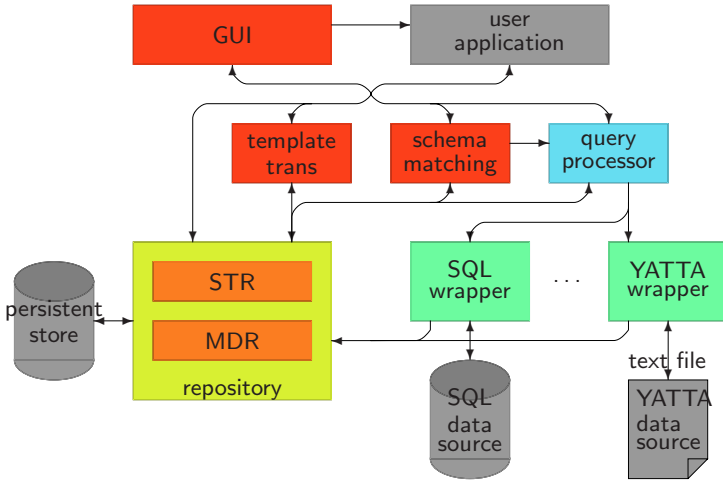 GUI
user
application
template
trans
schema
matching
query
processor
persistent
store
STR
MDR
repository
SQL
wrapper
...
YATTA
wrapper
SQL
data
source
text file
YATTA
data
source